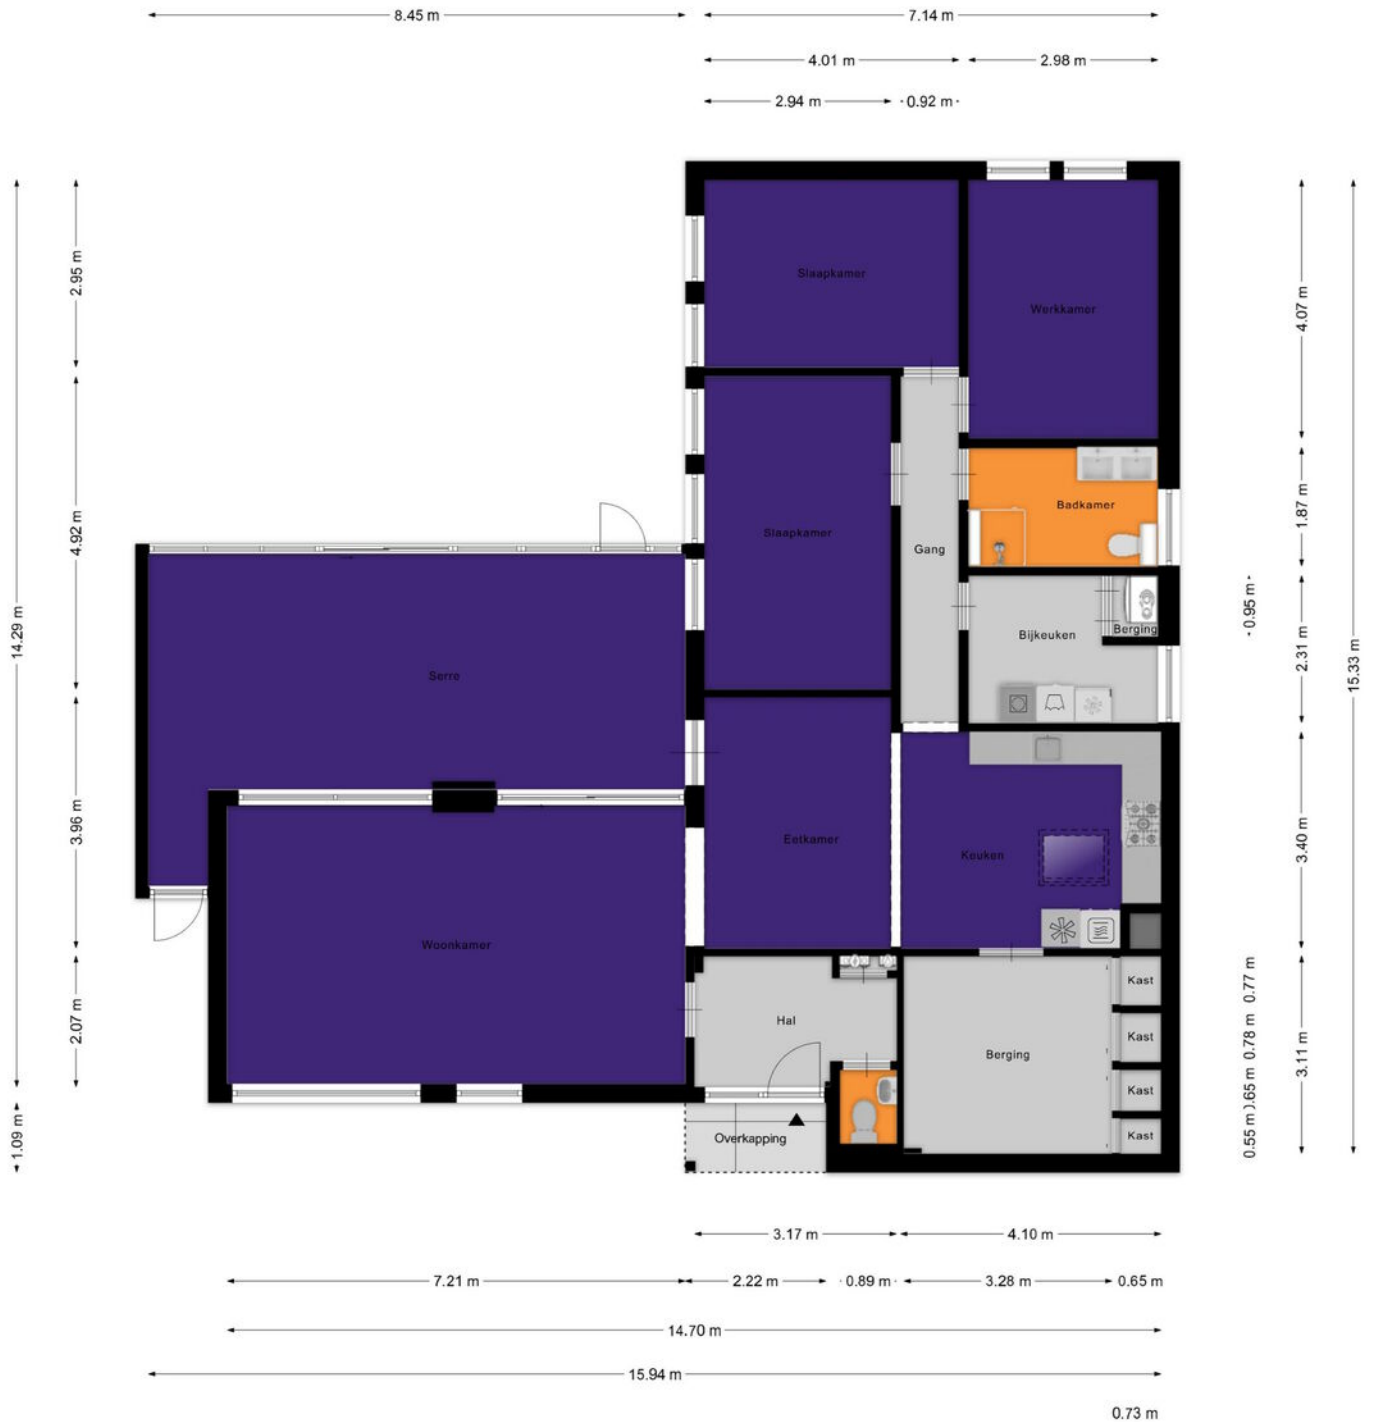 8.45 m
7.14 m
4.01 m
2.98 m
2.94 m
0.92 m
2.95 m
4.92 m
3.96 m
2.07 m
14.29 m
1.09 m
Slaapkamer
Werkkamer
4.07 m
Slaapkamer
Gang
Badkamer
1.87 m
Bijkeuken
Berging
0.95 m
2.31 m
15.33 m
Serre
Eetkamer
Keuken
3.40 m
Woonkamer
Hal
Berging
Kast
Kast
Kast
Kast
0.77 m
0.78 m
0.55 m
3.11 m
Overkapping
3.17 m
4.10 m
7.21 m
2.22 m
0.89 m
3.28 m
0.65 m
14.70 m
15.94 m
0.73 m